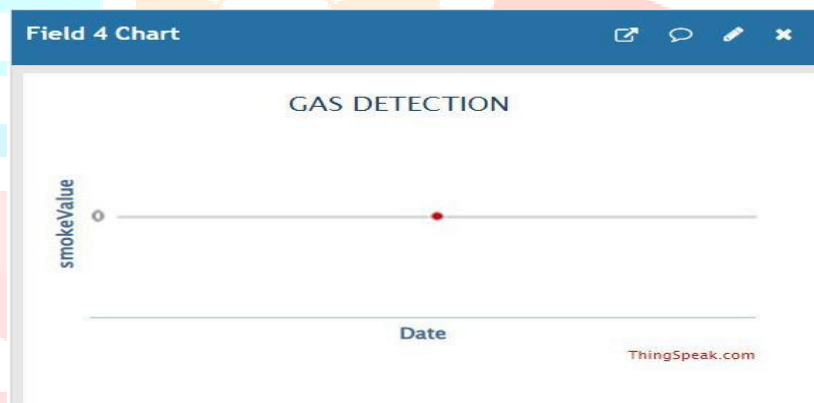 Field 4 Chart
GAS DETECTION
smokeValue
0
Date
ThingSpeak.com